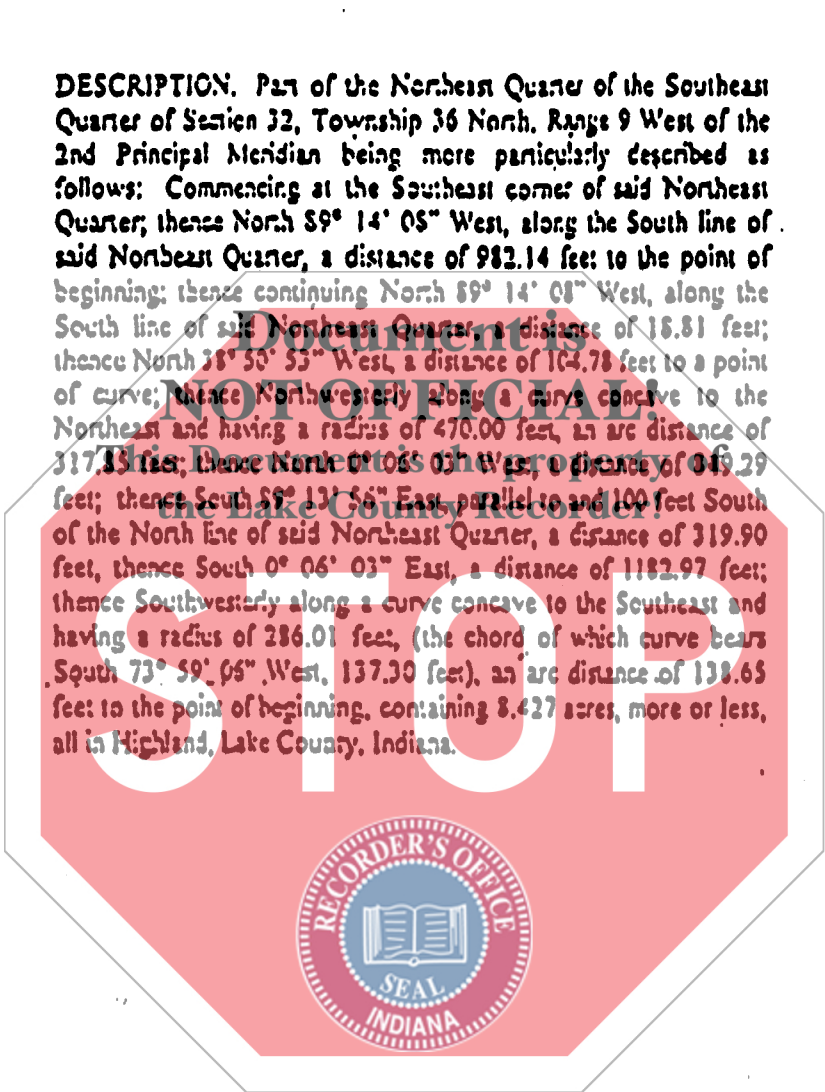 DESCRIPTION. Part of the Northeast Quarter of the Southeast
Quarter of Section 32, Township 36 North, Range 9 West of the
2nd Principal Meridian being more particularly described as
follows: Commencing at the Southeast corner of said Northeast
Quarter; thence North 89° 14' 08" West, along the South line of
said Northeast Quarter, a distance of 982.14 feet to the point of
beginning; thence continuing North 89° 14' 08" West, along the
South line of said Northeast Quarter, a distance of 18.81 feet;
thence North 38° 50' 53" West, a distance of 104.78 feet to a point
of curve; thence Northwesterly along a curve concave to the
Northeast and having a radius of 470.00 feet, an arc distance of
feet; thence North 0° 06' 03" West, a distance of
feet; thence South 89° East, parallel to and 100 feet South
of the North line of said Northeast Quarter, a distance of 319.90
feet, thence South 0° 06' 03" East, a distance of 1182.97 feet;
thence Southwesterly along a curve concave to the Southeast and
having a radius of 286.01 feet, (the chord of which curve bears
South 73° 59' 06" West, 137.30 feet), an arc distance of 138.65
feet to the point of beginning, containing 8.427 acres, more or less,
all in Highland, Lake County, Indiana.
Document is
NOT OFFICIAL!
This Document is the property of
the Lake County Recorder!
STOP
RECORDER'S OFFICE
SEAL
INDIANA